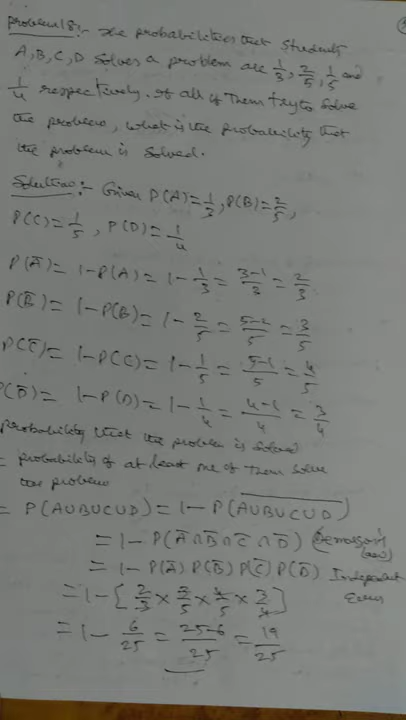 Problem 18:- The probabilities that students
A, B, C, D solves a problem are 1/3, 2/5, 1/5 and
1/4 respectively. If all of them try to solve
the problem, what is the probability that
the problem is solved.
Solution:- Given P(A)=1/3, P(B)=2/5,
P(C)=1/5, P(D)=1/4
P(A̅)= 1-P(A)= 1-1/3 = (3-1)/3 = 2/3
P(B̅)= 1-P(B)= 1-2/5 = (5-2)/5 = 3/5
P(C̅)= 1-P(C)= 1-1/5 = (5-1)/5 = 4/5
P(D̅)= 1-P(D)= 1-1/4 = (4-1)/4 = 3/4
Probability that the problem is solved
= probability of at least one of them solve
the problem
= P(AUBUCUD) = 1-P(A̅U̅B̅U̅C̅U̅D̅)
= 1-P(A̅∩B̅∩C̅∩D̅) (Demorgan's
law)
= 1-P(A̅)P(B̅)P(C̅)P(D̅) Independent
=1-{2/3 × 3/5 × 4/5 × 3/4}
= 1- 6/25 = (25-6)/25 = 19/25